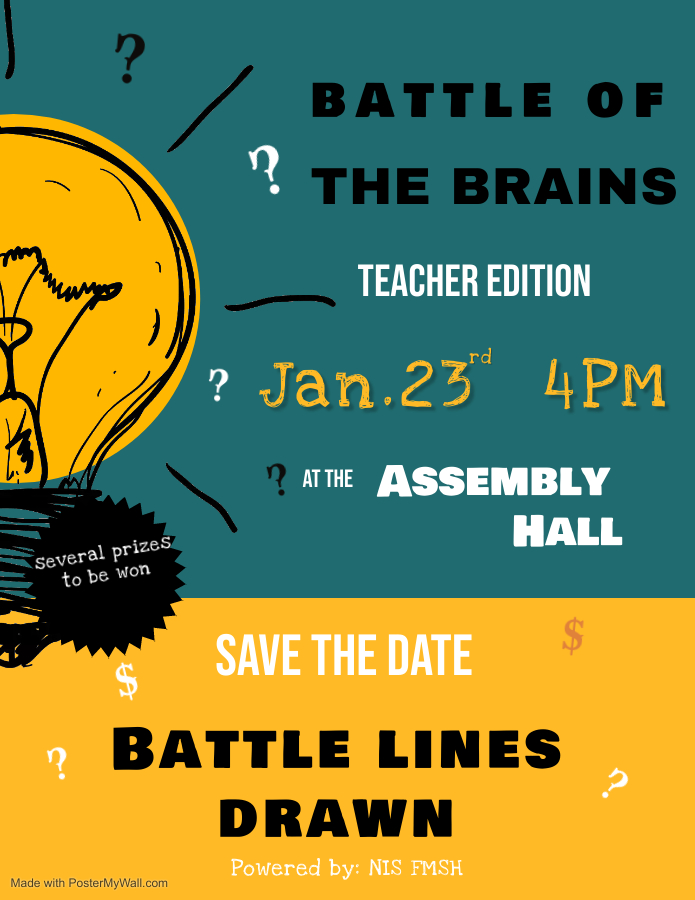 BATTLE OF
THE BRAINS
TEACHER EDITION
Jan.23rd 4PM
AT THE ASSEMBLY
HALL
several prizes
to be won
SAVE THE DATE
BATTLE LINES
DRAWN
Powered by: NIS FMSH
Made with PosterMyWall.com